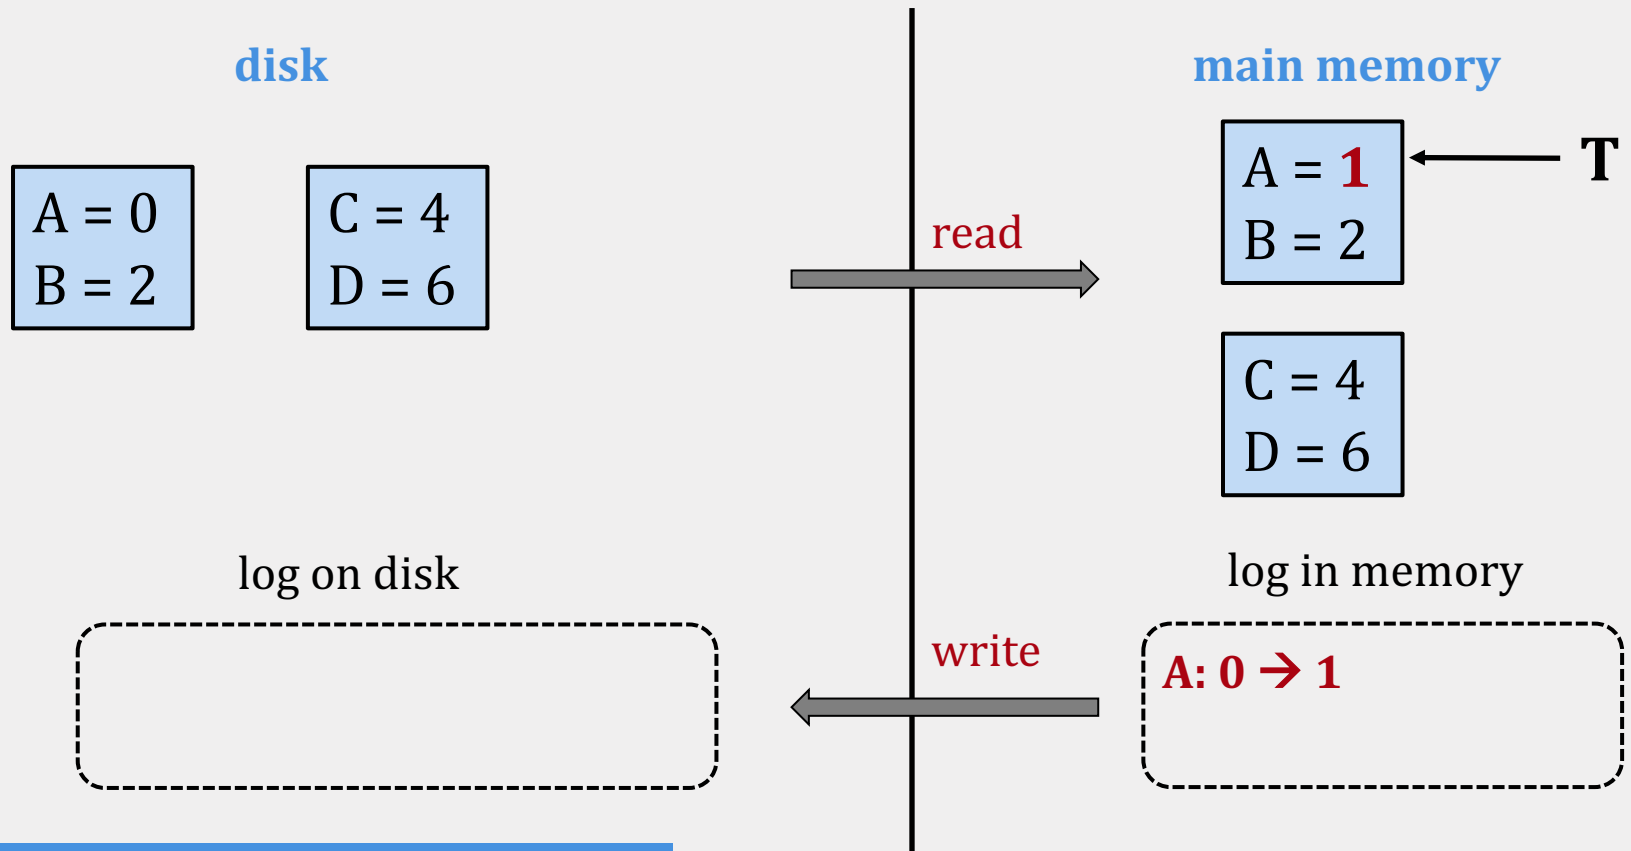 disk
A = 0
B = 2
C = 4
D = 6
log on disk
read
write
main memory
A = 1
B = 2
T
C = 4
D = 6
log in memory
A: 0 → 1